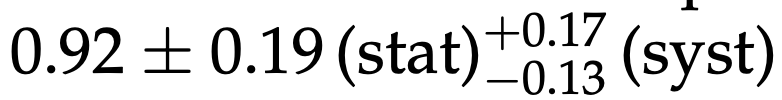 0.92 ± 0.19 (stat) +0.17 −0.13 (syst)